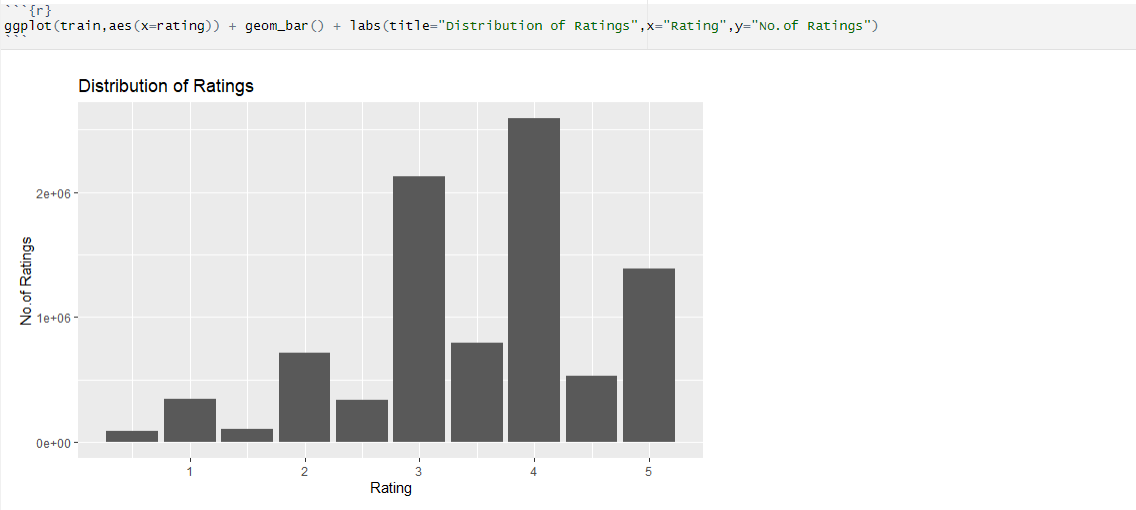 ```{r}
ggplot(train,aes(x=rating)) + geom_bar() + labs(title="Distribution of Ratings",x="Rating",y="No.of Ratings")
```
Distribution of Ratings
No.of Ratings
2e+06
1e+06
0e+00
1 2 3 4 5
Rating